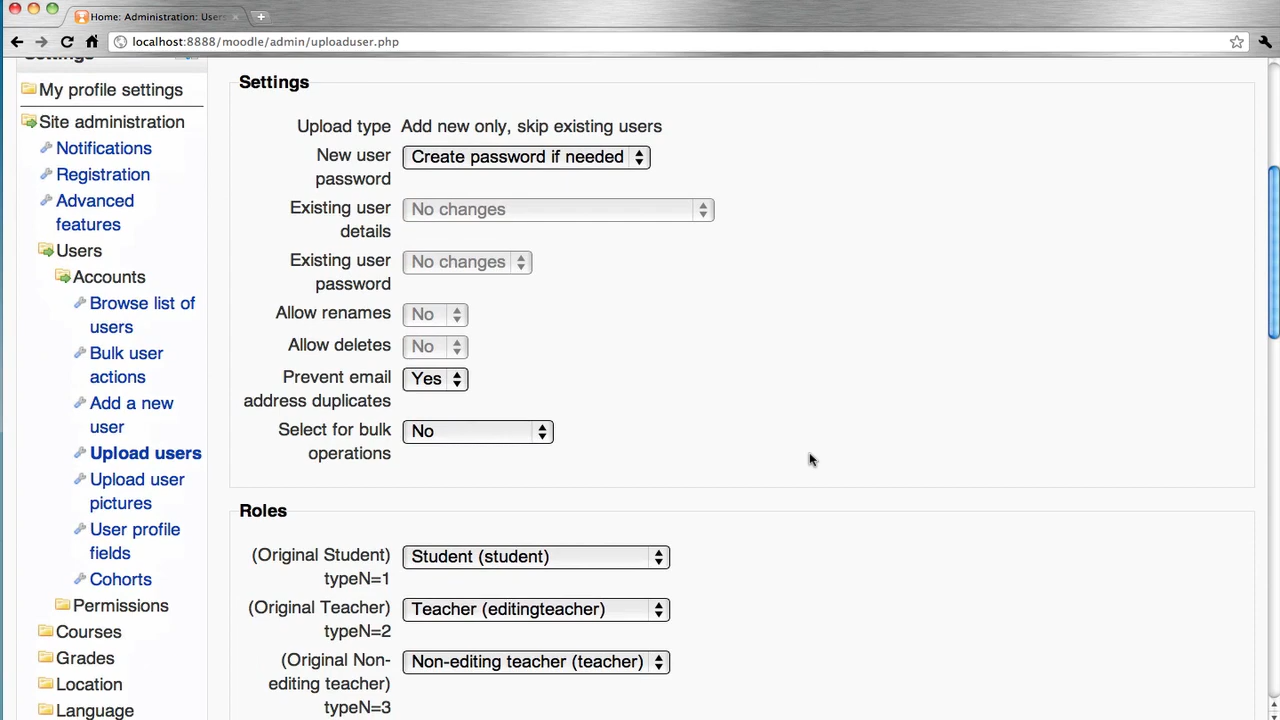 Home: Administration: Users
localhost:8888/moodle/admin/uploaduser.php
Settings
My profile settings
Site administration
Notifications
Registration
Advanced
features
Users
Accounts
Browse list of
users
Bulk user
actions
Add a new
user
Upload users
Upload user
pictures
User profile
fields
Cohorts
Permissions
Courses
Grades
Location
Language
Settings
Upload type Add new only, skip existing users
New user
password
Create password if needed
Existing user
details
No changes
Existing user
password
No changes
Allow renames No
Allow deletes No
Prevent email
address duplicates
Yes
Select for bulk
operations
No
Roles
(Original Student)
typeN=1
Student (student)
(Original Teacher)
typeN=2
Teacher (editingteacher)
(Original Non-
editing teacher)
typeN=3
Non-editing teacher (teacher)